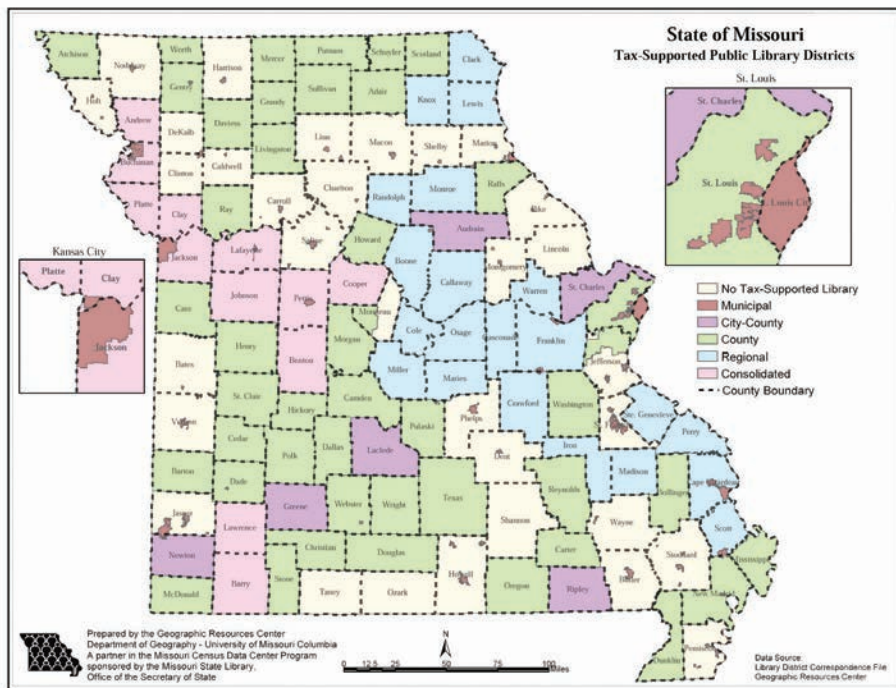 State of Missouri
Tax-Supported Public Library Districts
St. Louis
St. Charles
St. Louis
St. Louis City
No Tax-Supported Library
Municipal
City-County
County
Regional
Consolidated
County Boundary
Kansas City
Platte
Clay
Jackson
Atchison
Nodaway
Worth
Harrison
Mercer
Putnam
Schuyler
Scotland
Clark
Holt
Gentry
Grundy
Sullivan
Adair
Knox
Lewis
Andrew
DeKalb
Daviess
Livingston
Linn
Macon
Shelby
Marion
Buchanan
Clinton
Caldwell
Carroll
Chariton
Randolph
Monroe
Ralls
Pike
Platte
Clay
Ray
Saline
Howard
Audrain
Lincoln
Jackson
Lafayette
Cooper
Boone
Callaway
Montgomery
Warren
St. Charles
Cass
Johnson
Pettis
Moniteau
Cole
Osage
Gasconade
Franklin
Bates
Henry
Benton
Morgan
Miller
Maries
Jefferson
Vernon
St. Clair
Hickory
Camden
Pulaski
Phelps
Crawford
Washington
Ste. Genevieve
Perry
Cedar
Polk
Dallas
Laclede
Dent
Iron
Madison
Barton
Dade
Greene
Webster
Wright
Texas
Reynolds
Bollinger
Cape Girardeau
Jasper
Lawrence
Shannon
Wayne
Scott
Newton
Christian
Douglas
Carter
Stoddard
Mississippi
McDonald
Barry
Stone
Taney
Ozark
Howell
Oregon
Ripley
Butler
New Madrid
Dunklin
Pemiscot
Prepared by the Geographic Resources Center
Department of Geography - University of Missouri Columbia
A partner in the Missouri Census Data Center Program
sponsored by the Missouri State Library,
Office of the Secretary of State
N
0 12.5 25 50 75 100
Miles
Data Source:
Library District Correspondence File
Geographic Resources Center